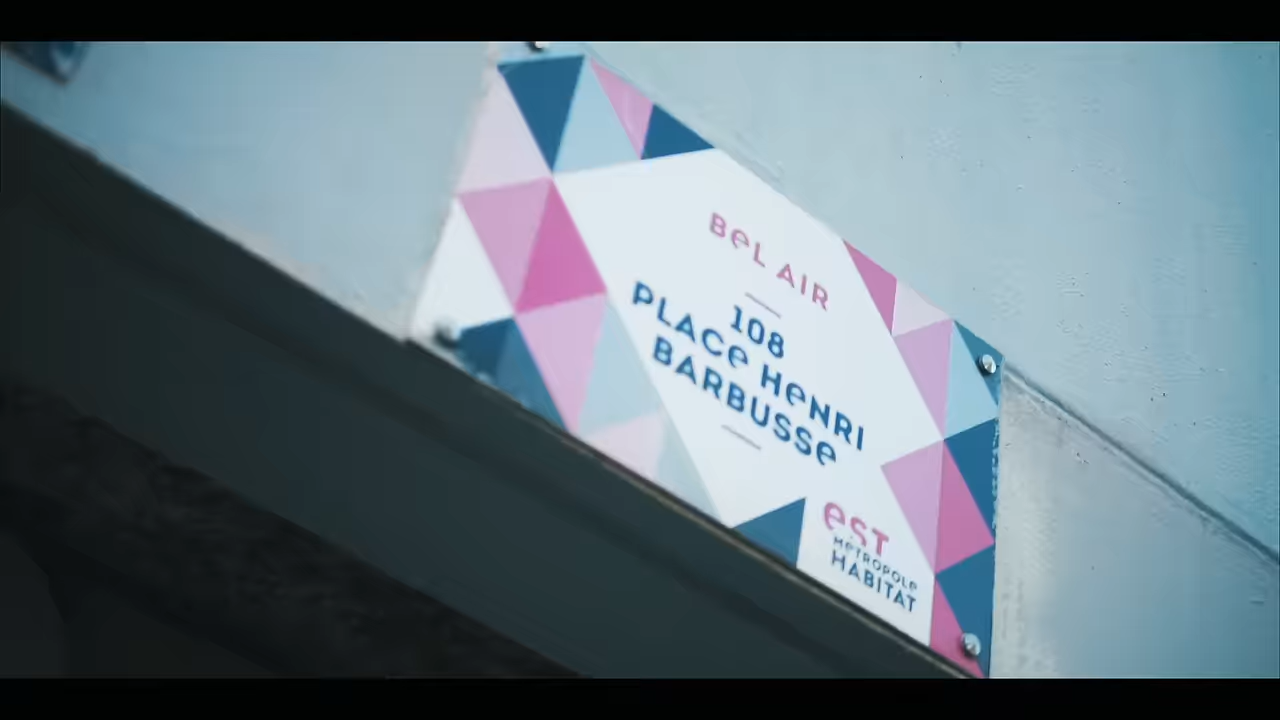 BeL AIR
108
PLACe HeNRI
BARBUSSe
eST
MéTROPOLe
HABITAT